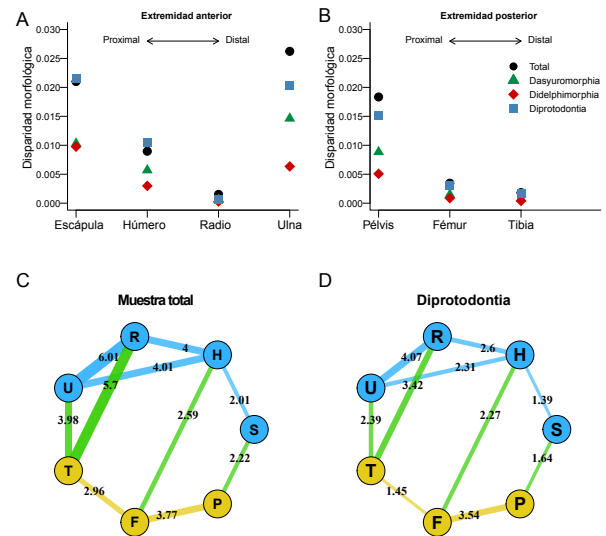 A
Extremidad anterior
Proximal
Distal
Disparidad morfológica
0.030
0.025
0.020
0.015
0.010
0.005
0.000
Escápula
Húmero
Radio
Ulna
B
Extremidad posterior
Proximal
Distal
Total
Dasyuromorphia
Didelphimorphia
Diprotodontia
Disparidad morfológica
0.030
0.025
0.020
0.015
0.010
0.005
0.000
Pélvis
Fémur
Tibia
C
Muestra total
R
H
U
S
T
P
F
6.01
4
5.7
4.01
2.01
3.98
2.59
2.22
2.96
3.77
D
Diprotodontia
R
H
U
S
T
P
F
4.07
2.6
3.42
2.31
1.39
2.39
2.27
1.64
1.45
3.54